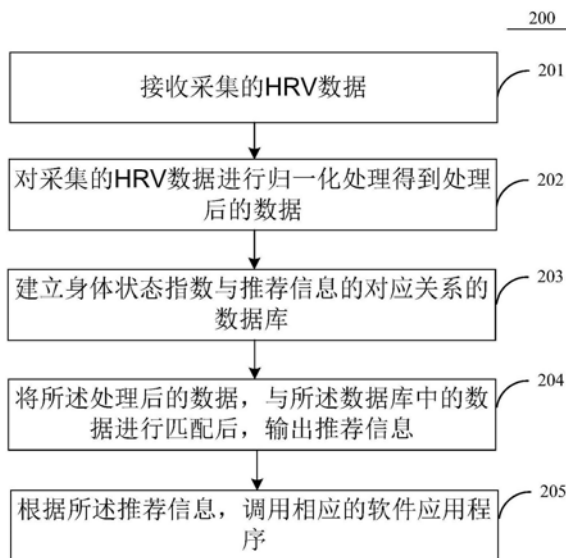 200
接收采集的HRV数据
201
对采集的HRV数据进行归一化处理得到处理
后的数据
202
建立身体状态指数与推荐信息的对应关系的
数据库
203
将所述处理后的数据，与所述数据库中的数
据进行匹配后，输出推荐信息
204
根据所述推荐信息，调用相应的软件应用程
序
205